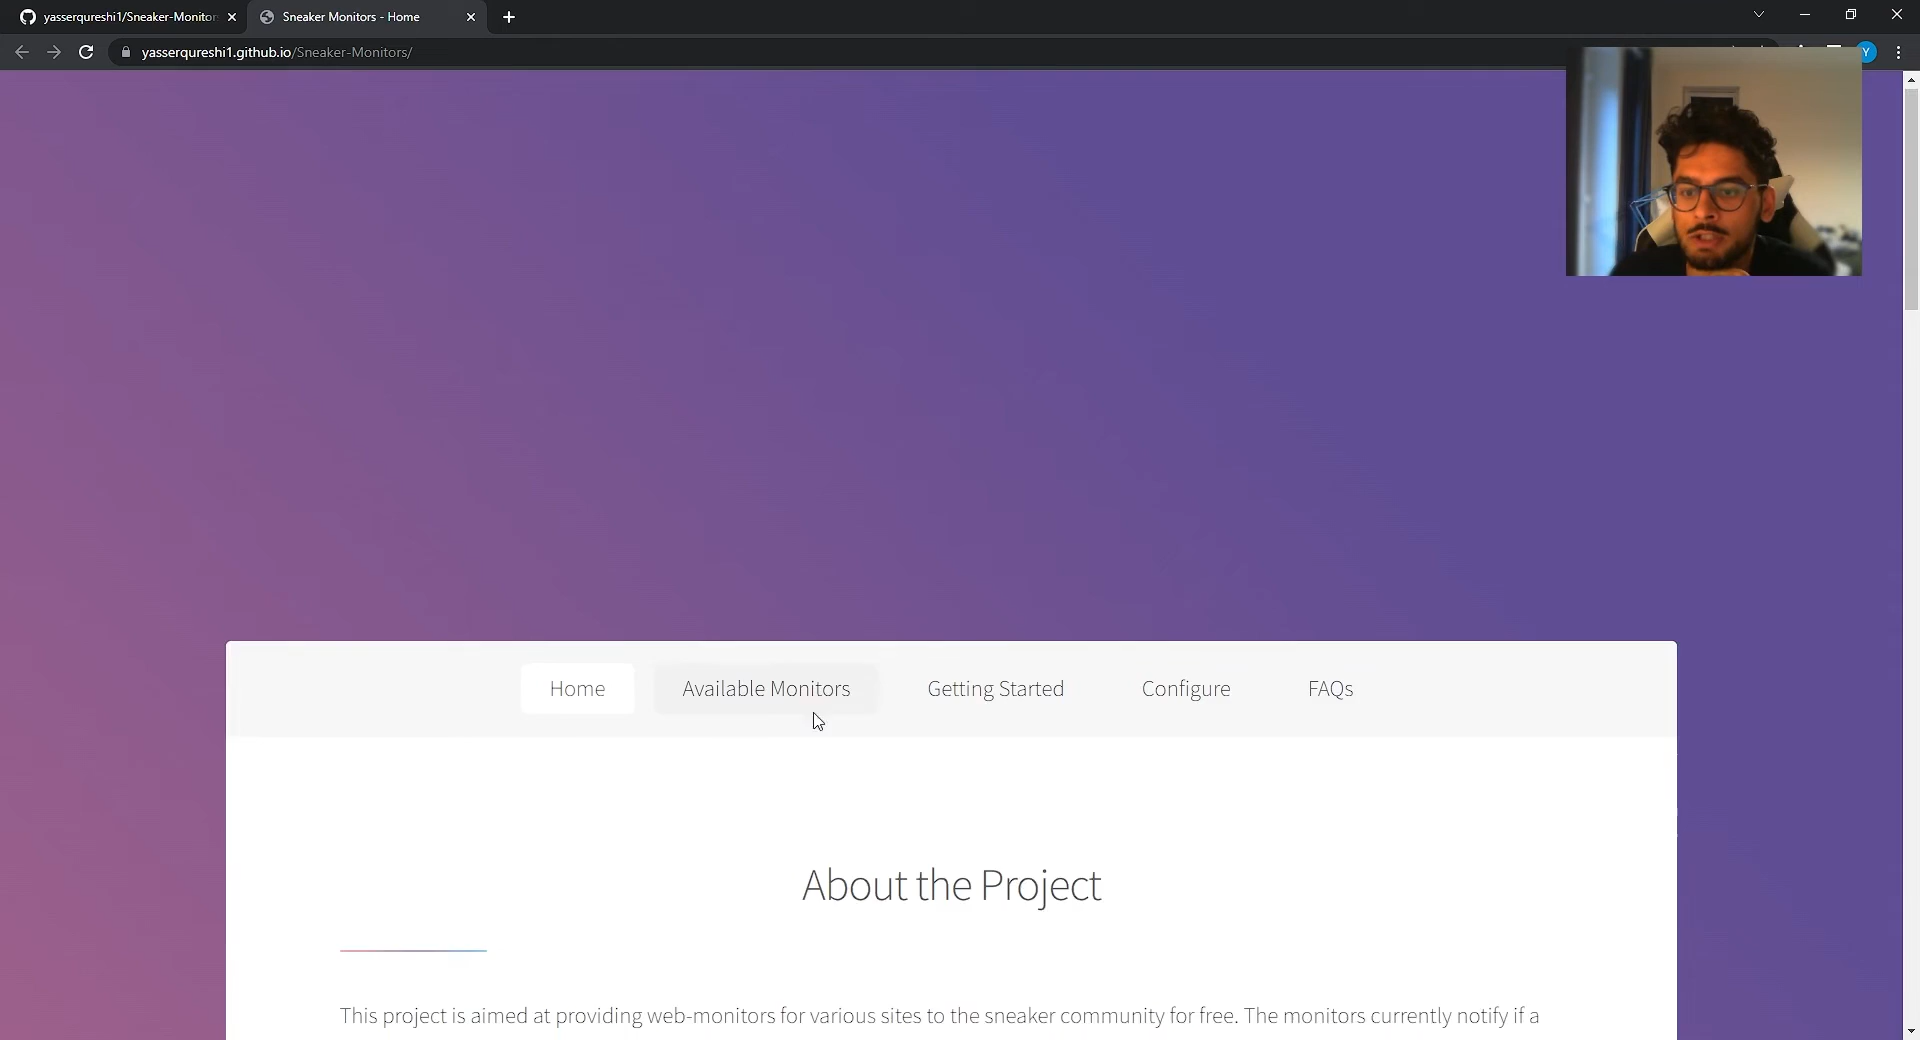 yasserqureshi1/Sneaker-Monitor
Sneaker Monitors - Home
yasserqureshi1.github.io/Sneaker-Monitors/
Y
Home
Available Monitors
Getting Started
Configure
FAQs
About the Project
This project is aimed at providing web-monitors for various sites to the sneaker community for free. The monitors currently notify if a